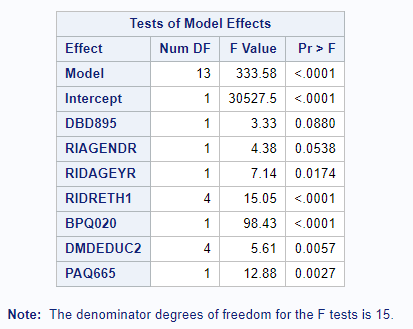 Tests of Model Effects
Effect Num DF F Value Pr > F
Model 13 333.58 <.0001
Intercept 1 30527.5 <.0001
DBD895 1 3.33 0.0880
RIAGENDR 1 4.38 0.0538
RIDAGEYR 1 7.14 0.0174
RIDRETH1 4 15.05 <.0001
BPQ020 1 98.43 <.0001
DMDEDUC2 4 5.61 0.0057
PAQ665 1 12.88 0.0027
Note: The denominator degrees of freedom for the F tests is 15.